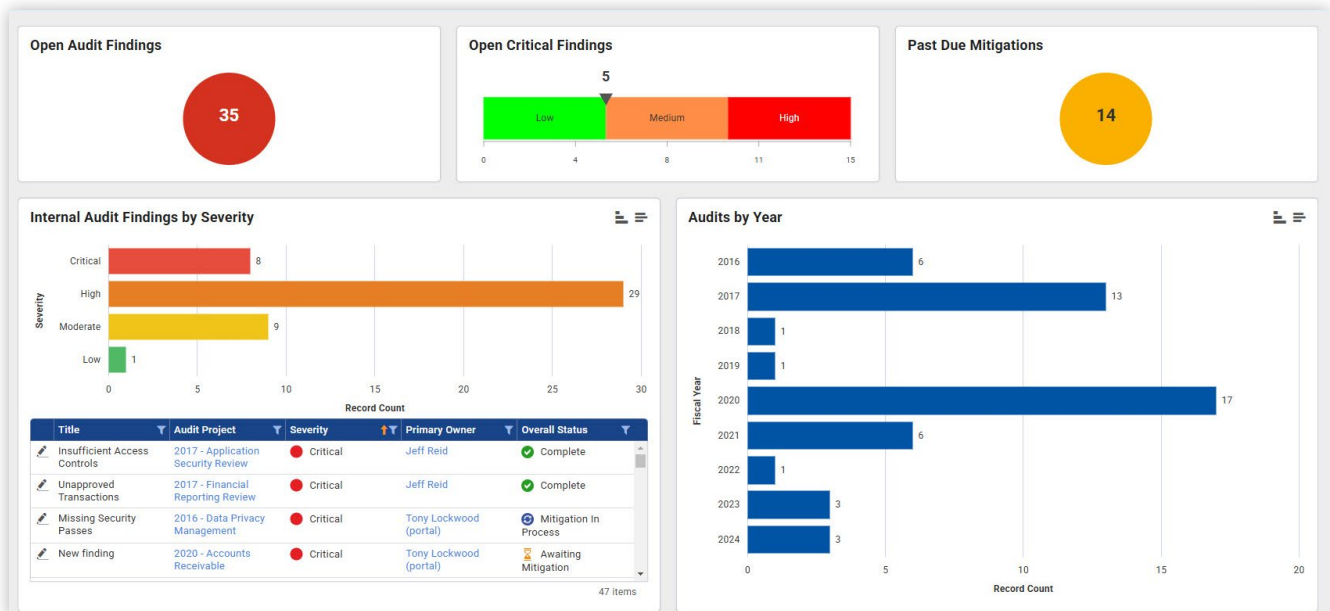 Open Audit Findings
35
Open Critical Findings
5
Low Medium High
0 4 8 11 15
Past Due Mitigations
14
Internal Audit Findings by Severity
Severity
Critical 8
High 29
Moderate 9
Low 1
0 5 10 15 20 25 30
Record Count
Title Audit Project Severity Primary Owner Overall Status
Insufficient Access 2017 - Application Critical Jeff Reid Complete
Controls Security Review
Unapproved 2017 - Financial Critical Jeff Reid Complete
Transactions Reporting Review
Missing Security 2016 - Data Privacy Critical Tony Lockwood Mitigation In
Passes Management (portal) Process
New finding 2020 - Accounts Critical Tony Lockwood Awaiting
Receivable (portal) Mitigation
47 items
Audits by Year
Fiscal Year
2016 6
2017 13
2018 1
2019 1
2020 17
2021 6
2022 1
2023 3
2024 3
0 5 10 15 20
Record Count